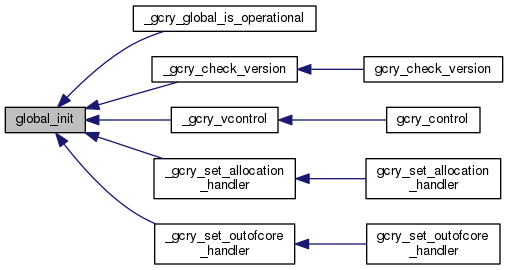 _gcry_global_is_operational
_gcry_check_version
gcry_check_version
global_init
_gcry_vcontrol
gcry_control
_gcry_set_allocation
_handler
gcry_set_allocation
_handler
_gcry_set_outofcore
_handler
gcry_set_outofcore
_handler